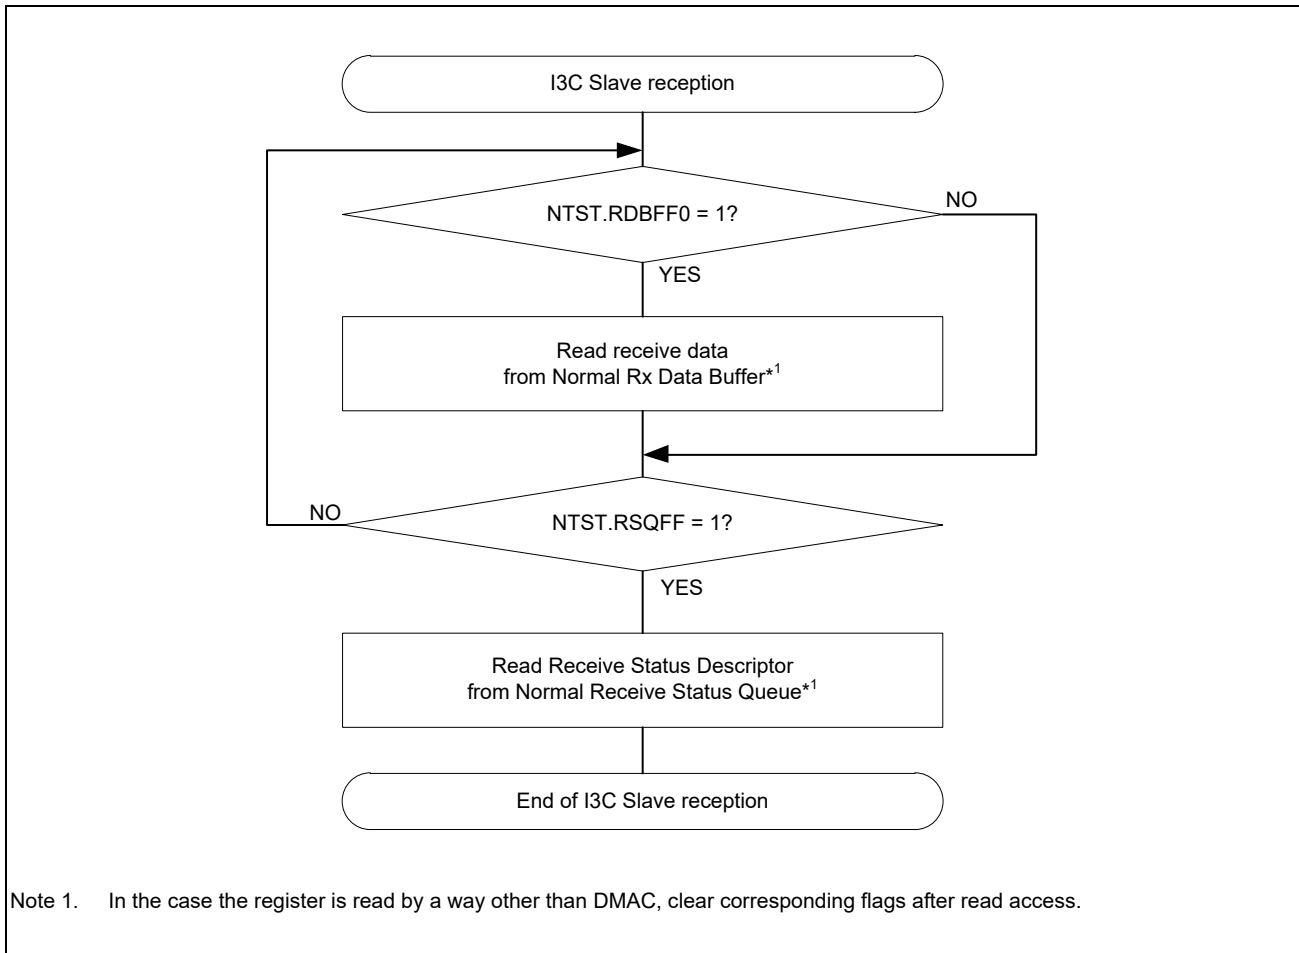 I3C Slave reception
NTST.RDBFF0 = 1?
NO
YES
Read receive data
from Normal Rx Data Buffer*1
NO
NTST.RSQFF = 1?
YES
Read Receive Status Descriptor
from Normal Receive Status Queue*1
End of I3C Slave reception
Note 1. In the case the register is read by a way other than DMAC, clear corresponding flags after read access.